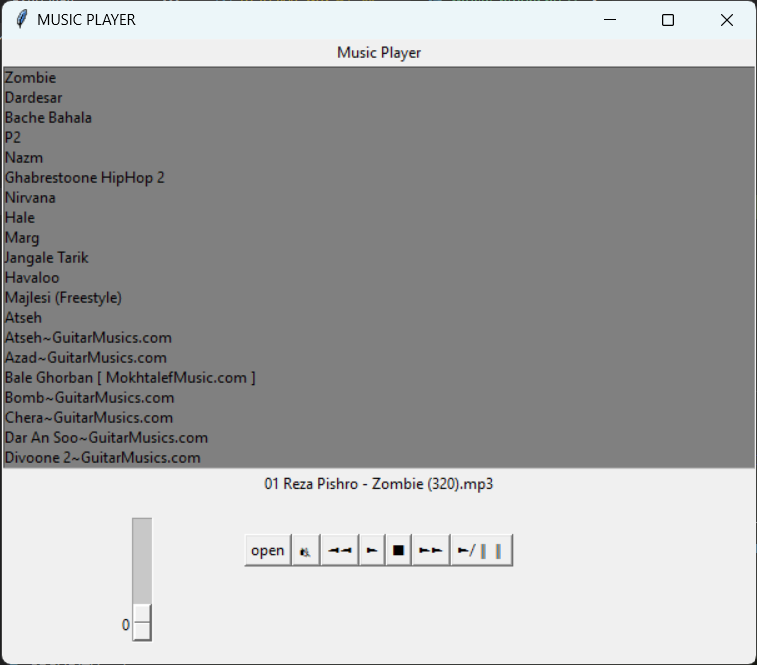 MUSIC PLAYER
Music Player
Zombie
Dardesar
Bache Bahala
P2
Nazm
Ghabrestoone HipHop 2
Nirvana
Hale
Marg
Jangale Tarik
Havaloo
Majlesi (Freestyle)
Atseh
Atseh~GuitarMusics.com
Azad~GuitarMusics.com
Bale Ghorban [ MokhtalefMusic.com ]
Bomb~GuitarMusics.com
Chera~GuitarMusics.com
Dar An Soo~GuitarMusics.com
Divoone 2~GuitarMusics.com
01 Reza Pishro - Zombie (320).mp3
open
0